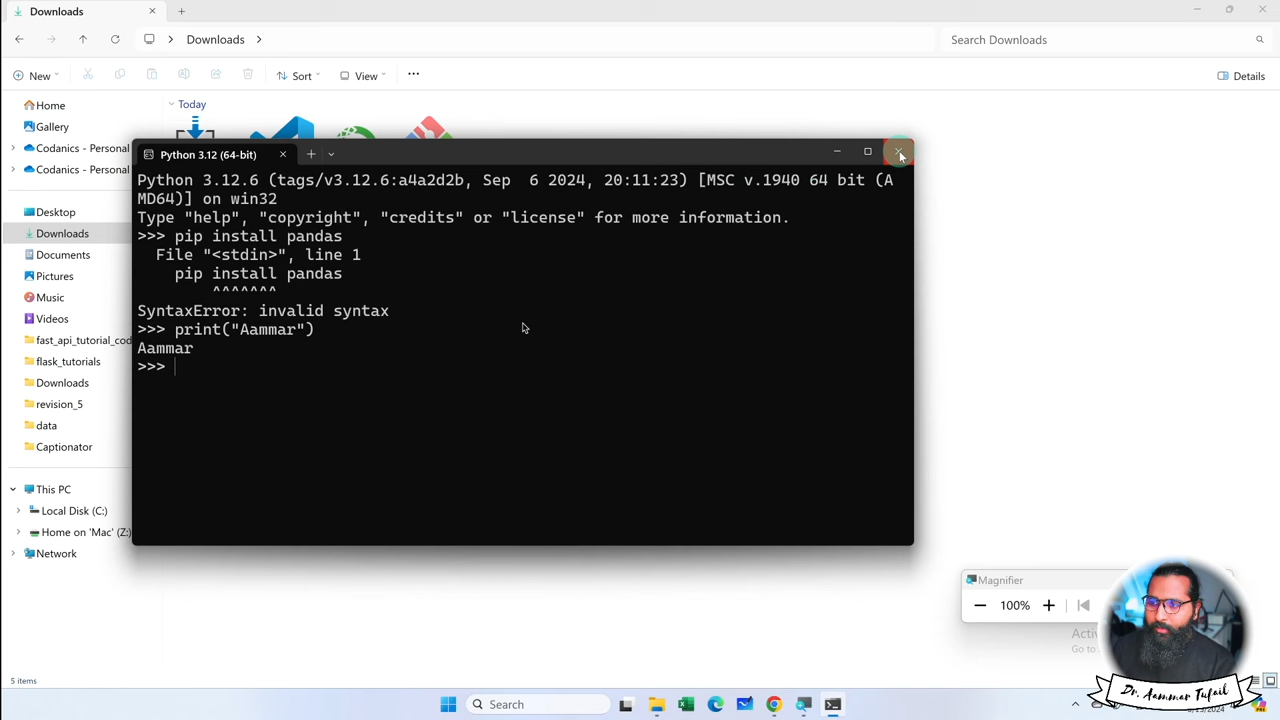 Downloads
Downloads
Search Downloads
New
Sort
View
Details
Home
Gallery
Codanics - Personal
Codanics - Personal
Desktop
Downloads
Documents
Pictures
Music
Videos
fast_api_tutorial_cod
flask_tutorials
Downloads
revision_5
data
Captionator
This PC
Local Disk (C:)
Home on 'Mac' (Z:)
Network
Today
Python 3.12 (64-bit)
Python 3.12.6 (tags/v3.12.6:a4a2d2b, Sep  6 2024, 20:11:23) [MSC v.1940 64 bit (A
MD64)] on win32
Type "help", "copyright", "credits" or "license" for more information.
>>> pip install pandas
  File "<stdin>", line 1
    pip install pandas
        ^^^^^^^
SyntaxError: invalid syntax
>>> print("Aammar")
Aammar
>>>
Magnifier
100%
Activ
Go to
Dr. Aammar Tufail
5 items
Search